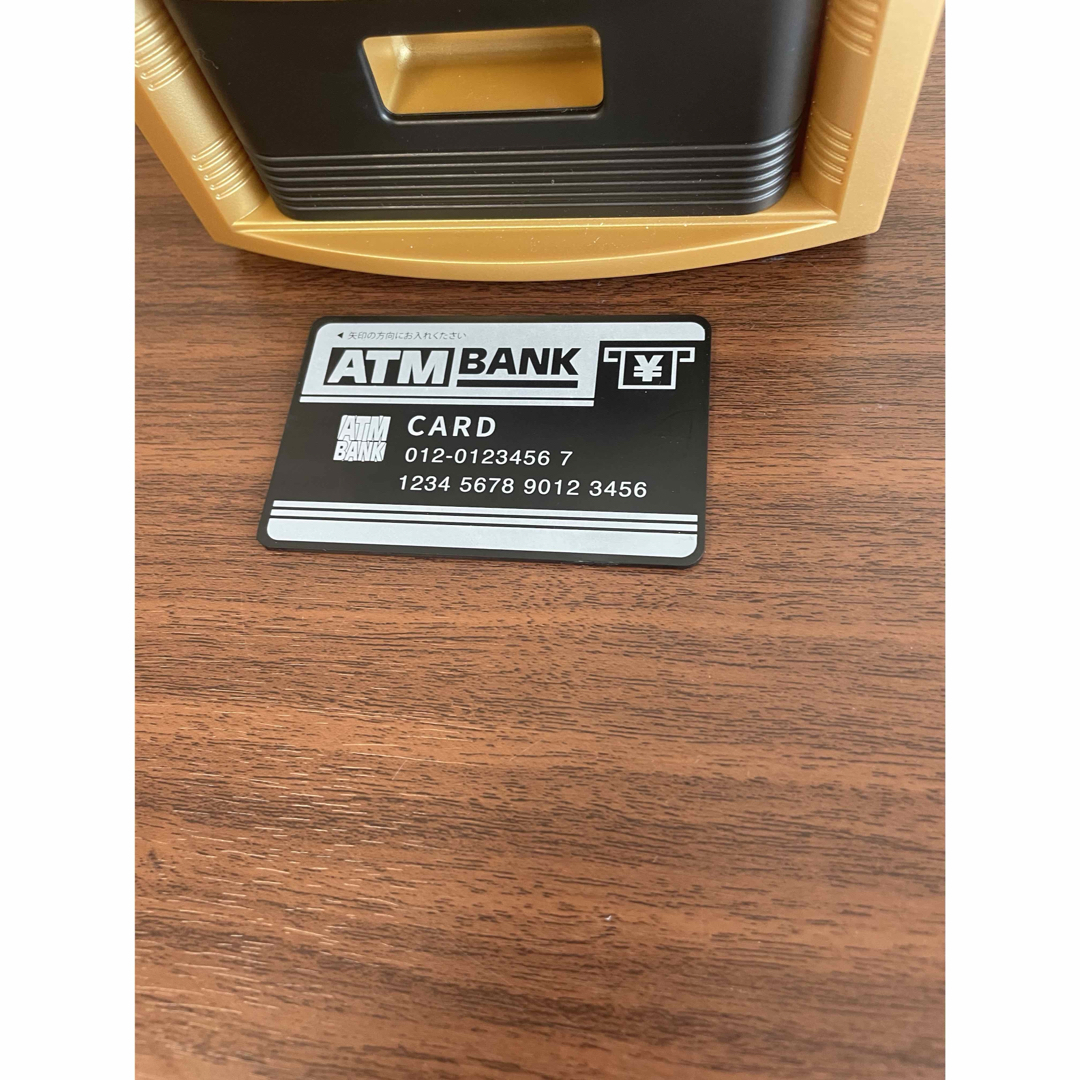 ◀ 矢印の方向にお入れください
ATM BANK
¥
ATM
BANK
CARD
012-0123456 7
1234 5678 9012 3456